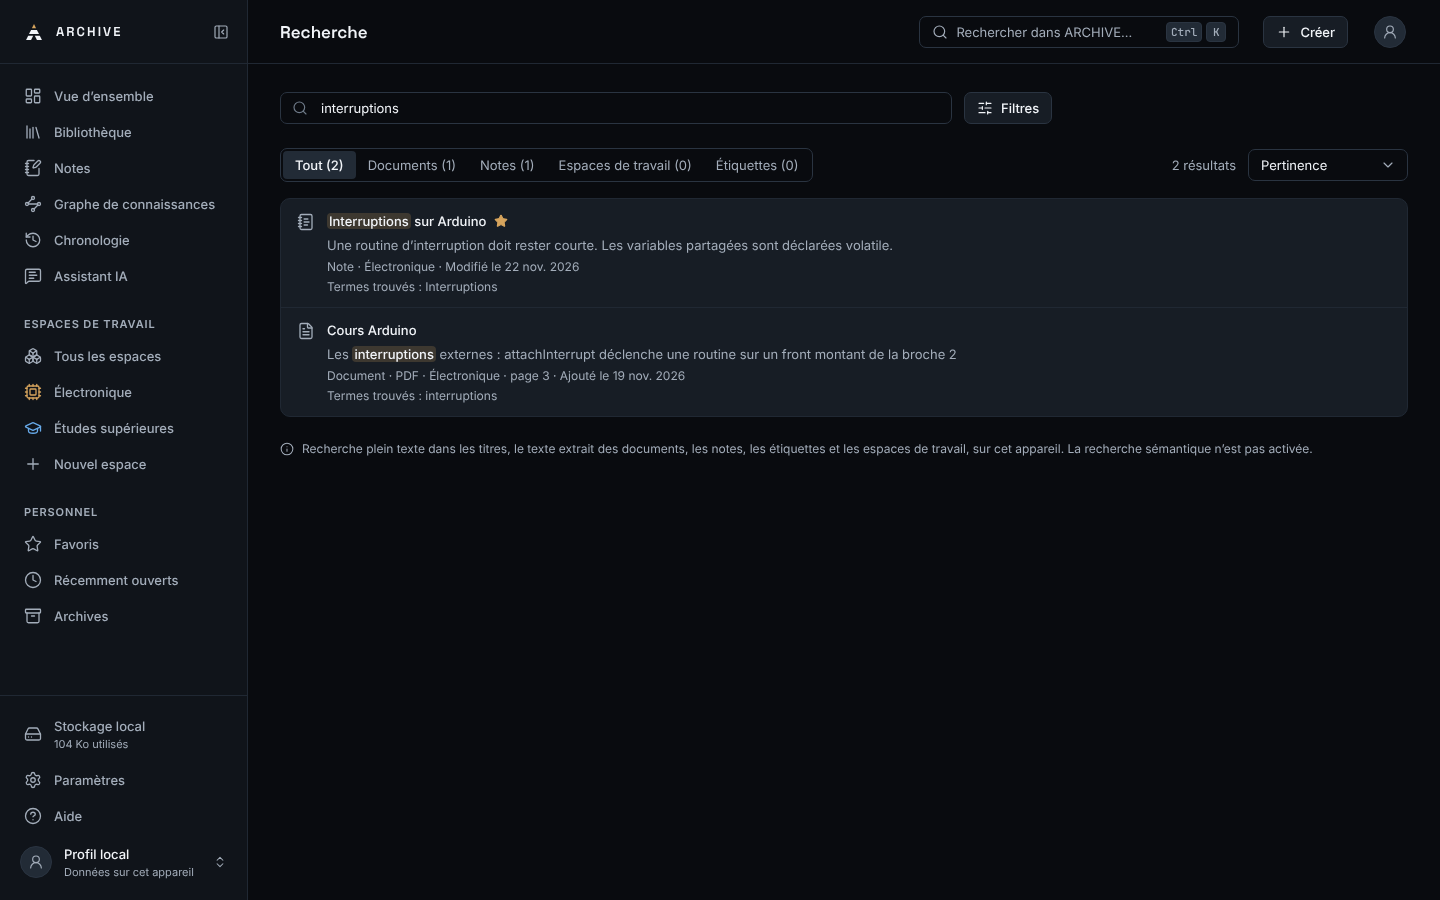 ARCHIVE
Recherche
Rechercher dans ARCHIVE...
Ctrl
K
Créer
Vue d’ensemble
Bibliothèque
Notes
Graphe de connaissances
Chronologie
Assistant IA
ESPACES DE TRAVAIL
Tous les espaces
Électronique
Études supérieures
Nouvel espace
PERSONNEL
Favoris
Récemment ouverts
Archives
Stockage local
104 Ko utilisés
Paramètres
Aide
Profil local
Données sur cet appareil
interruptions
Filtres
Tout (2)
Documents (1)
Notes (1)
Espaces de travail (0)
Étiquettes (0)
2 résultats
Pertinence
Interruptions sur Arduino
Une routine d’interruption doit rester courte. Les variables partagées sont déclarées volatile.
Note · Électronique · Modifié le 22 nov. 2026
Termes trouvés : Interruptions
Cours Arduino
Les interruptions externes : attachInterrupt déclenche une routine sur un front montant de la broche 2
Document · PDF · Électronique · page 3 · Ajouté le 19 nov. 2026
Termes trouvés : interruptions
Recherche plein texte dans les titres, le texte extrait des documents, les notes, les étiquettes et les espaces de travail, sur cet appareil. La recherche sémantique n’est pas activée.